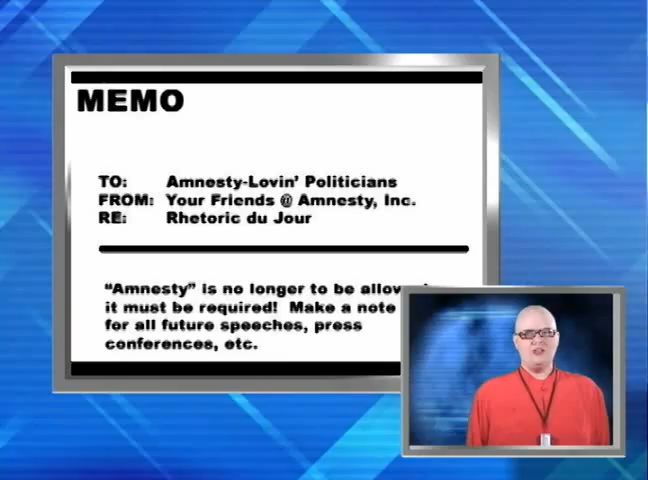 MEMO
TO: Amnesty-Lovin' Politicians
FROM: Your Friends @ Amnesty, Inc.
RE: Rhetoric du Jour
“Amnesty” is no longer to be
it must be required! Make a note
for all future speeches, press
conferences, etc.